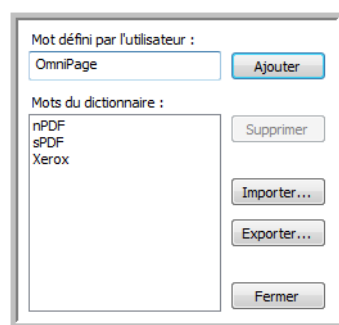 Mot défini par l'utilisateur :
OmniPage
Ajouter
Mots du dictionnaire :
nPDF
sPDF
Xerox
Supprimer
Importer...
Exporter...
Fermer